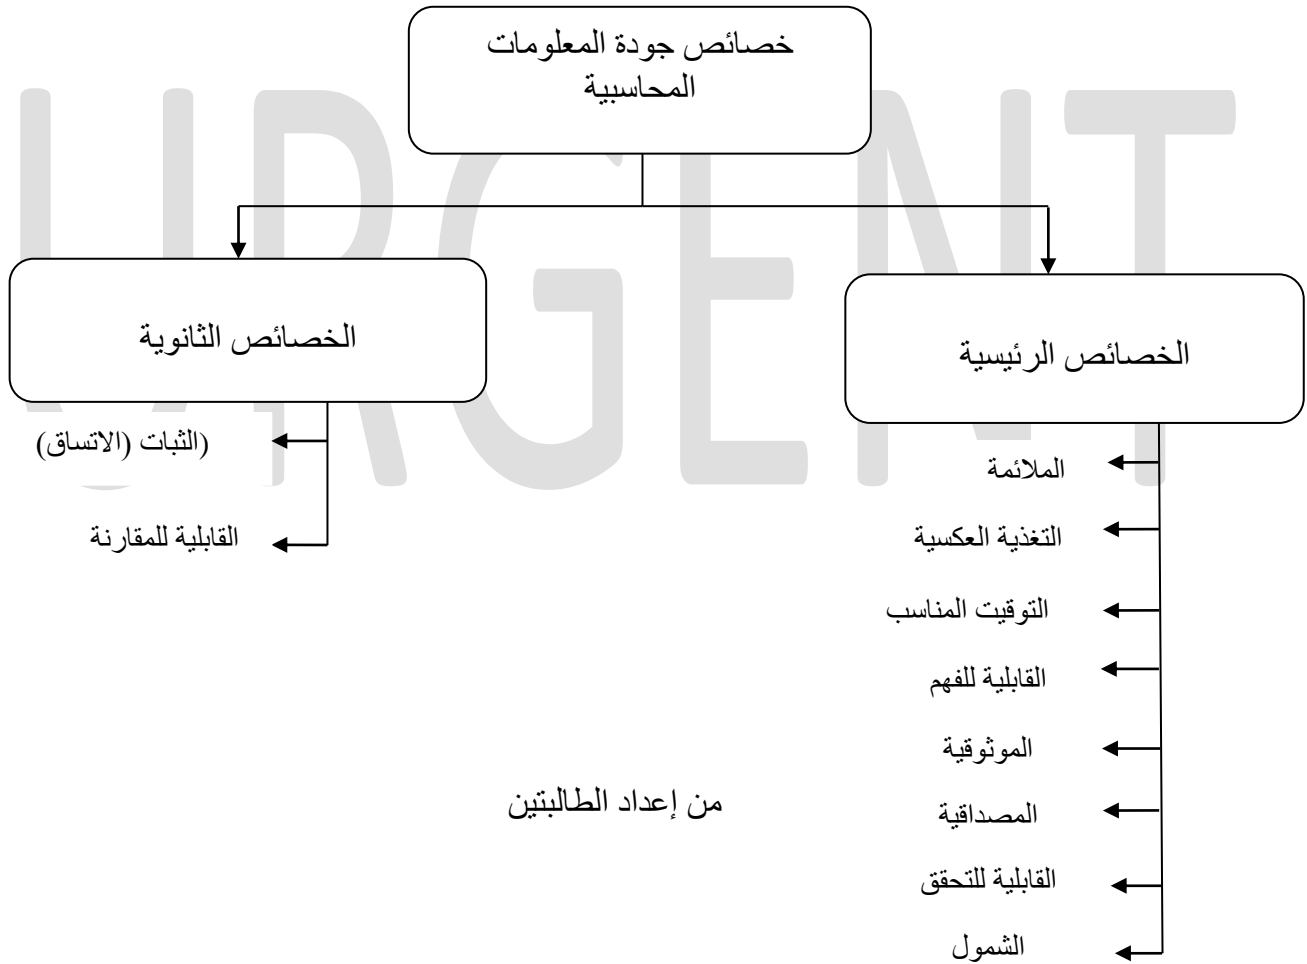 خصائص جودة المعلومات
المحاسبية
URGENT
الخصائص الرئيسية
الملائمة
التغذية العكسية
التوقيت المناسب
القابلية للفهم
الموثوقية
المصداقية
القابلية للتحقق
الشمول
الخصائص الثانوية
(الثبات (الاتساق)
القابلية للمقارنة
من إعداد الطالبتين